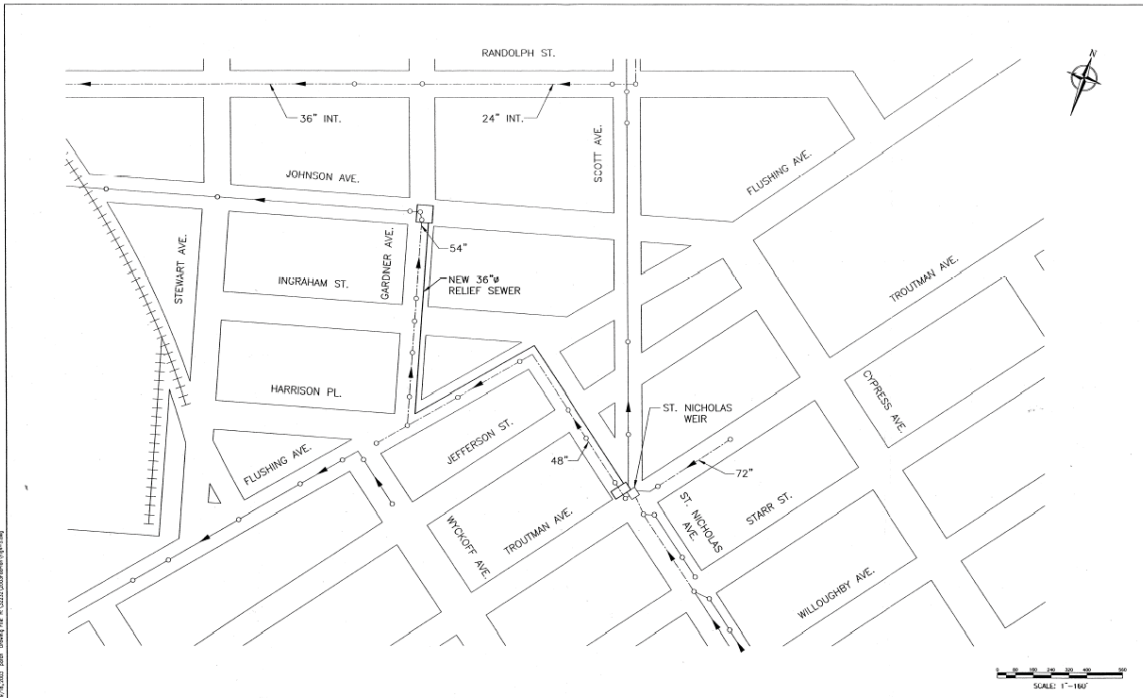 RANDOLPH ST.
N
36" INT.
24" INT.
SCOTT AVE.
FLUSHING AVE.
JOHNSON AVE.
STEWART AVE.
GARDNER AVE.
54"
INGRAHAM ST.
NEW 36"ø
RELIEF SEWER
TROUTMAN AVE.
HARRISON PL.
CYPRESS AVE.
ST. NICHOLAS
WEIR
JEFFERSON ST.
FLUSHING AVE.
48"
72"
WYCKOFF AVE.
TROUTMAN AVE.
ST. NICHOLAS
AVE.
STARR ST.
WILLOUGHBY AVE.
SCALE: 1"=160'